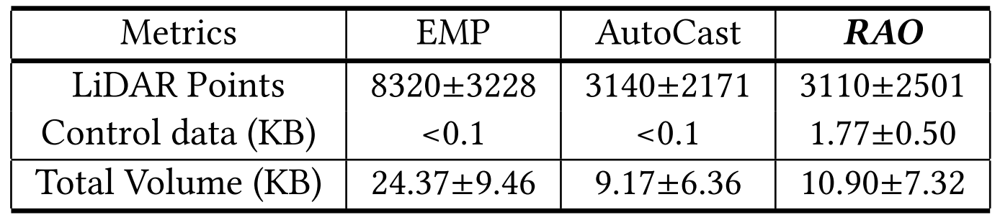 Metrics EMP AutoCast RAO
LiDAR Points 8320±3228 3140±2171 3110±2501
Control data (KB) <0.1 <0.1 1.77±0.50
Total Volume (KB) 24.37±9.46 9.17±6.36 10.90±7.32